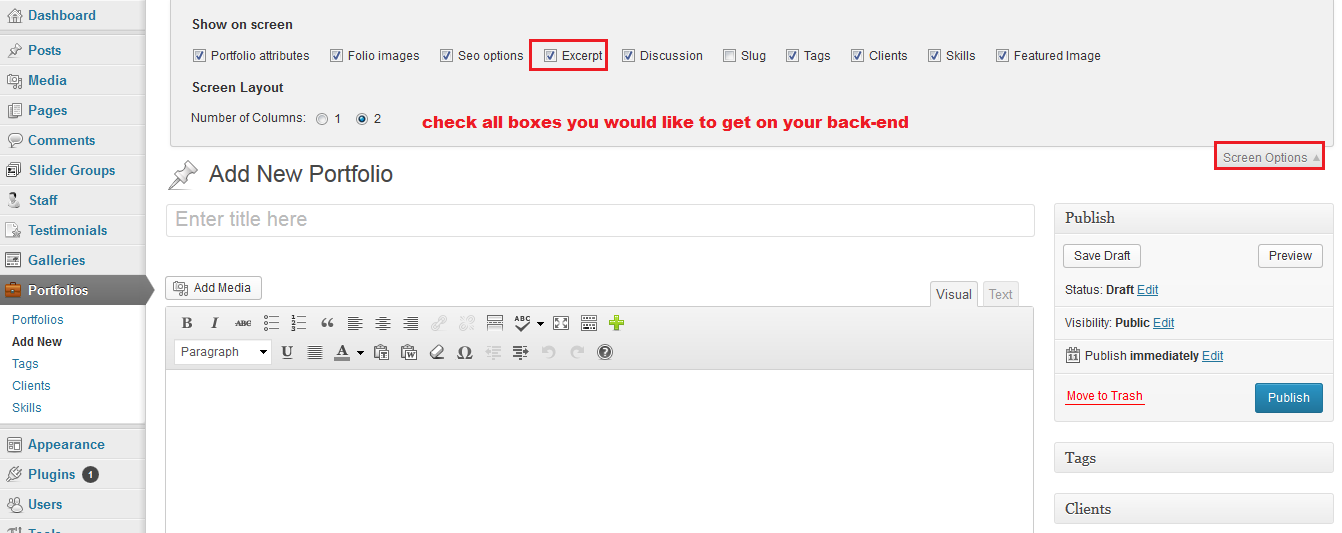 Dashboard
Posts
Media
Pages
Comments
Slider Groups
Staff
Testimonials
Galleries
Portfolios
Portfolios
Add New
Tags
Clients
Skills
Appearance
Plugins 1
Users
Tools
Show on screen
Portfolio attributes Folio images Seo options Excerpt Discussion Slug Tags Clients Skills Featured Image
Screen Layout
Number of Columns: 1 2
check all boxes you would like to get on your back-end
Screen Options
Add New Portfolio
Enter title here
Add Media
Visual Text
B I ABC ABC
Paragraph U A
Publish
Save Draft Preview
Status: Draft Edit
Visibility: Public Edit
11 Publish immediately Edit
Move to Trash Publish
Tags
Clients